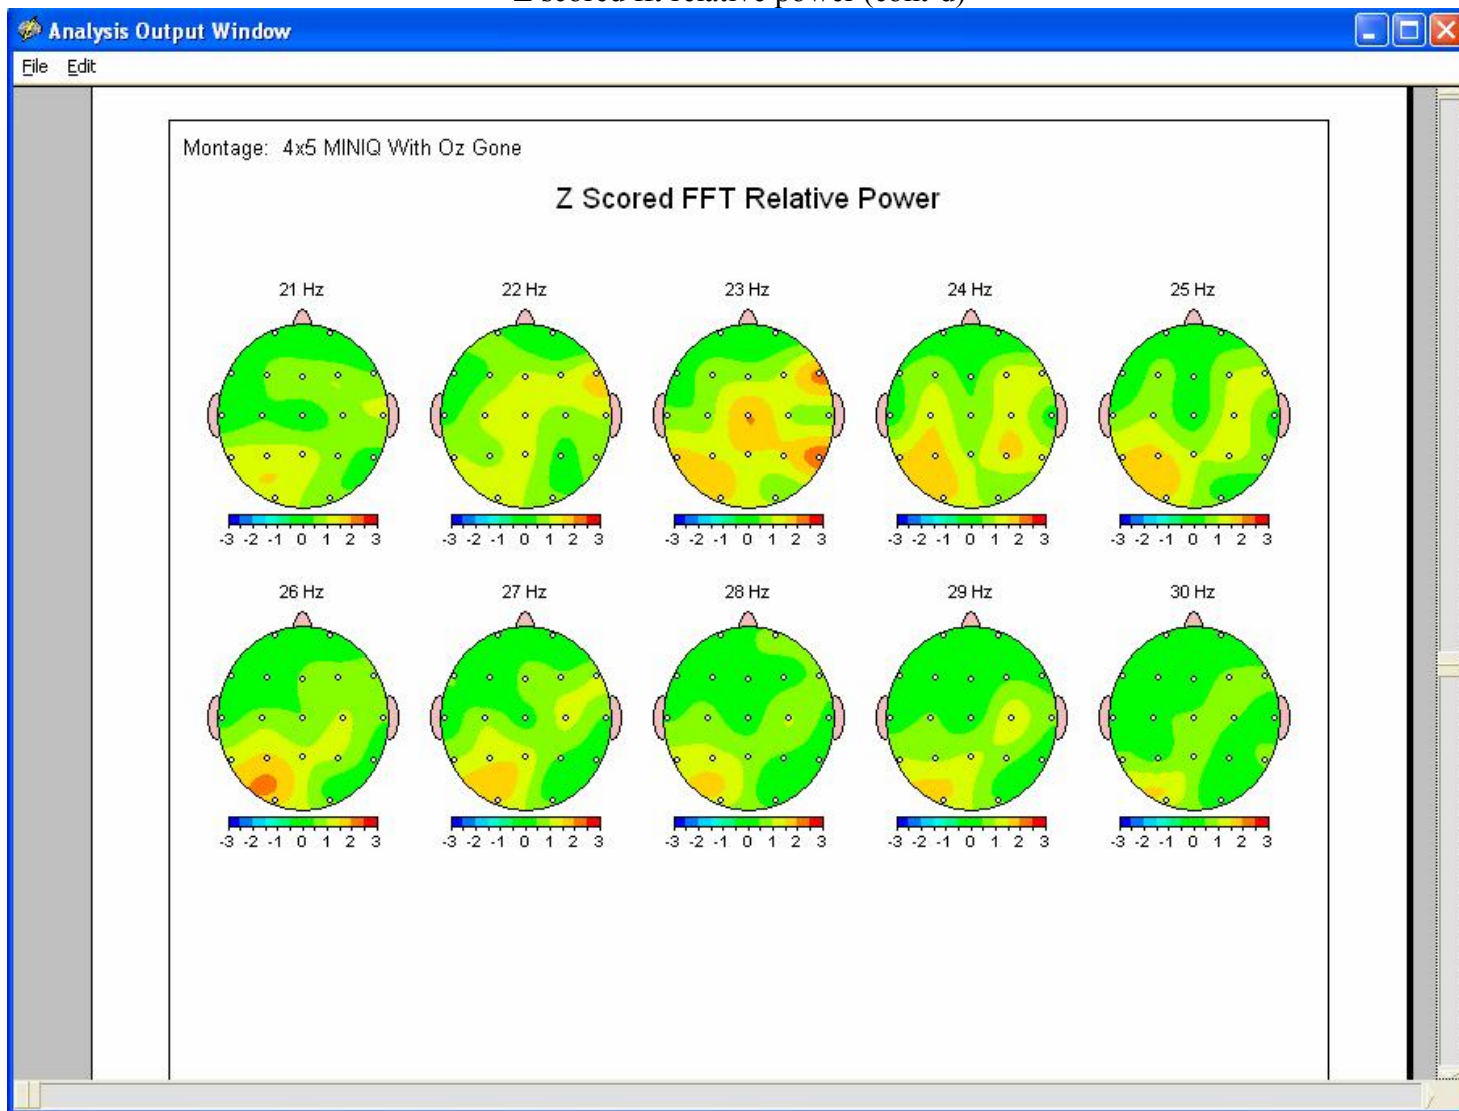 Z scored fft relative power (cont'd)
Analysis Output Window
File Edit
Montage: 4x5 MINIQ With Oz Gone
Z Scored FFT Relative Power
21 Hz 22 Hz 23 Hz 24 Hz 25 Hz
-3 -2 -1 0 1 2 3 -3 -2 -1 0 1 2 3 -3 -2 -1 0 1 2 3 -3 -2 -1 0 1 2 3 -3 -2 -1 0 1 2 3
26 Hz 27 Hz 28 Hz 29 Hz 30 Hz
-3 -2 -1 0 1 2 3 -3 -2 -1 0 1 2 3 -3 -2 -1 0 1 2 3 -3 -2 -1 0 1 2 3 -3 -2 -1 0 1 2 3